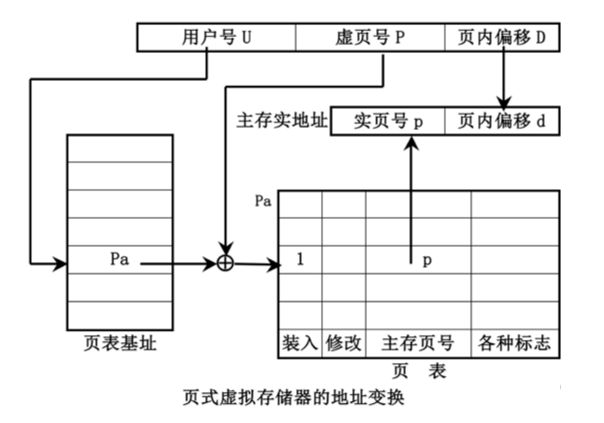 用户号 U 虚页号 P 页内偏移 D
主存实地址 实页号 p 页内偏移 d
Pa
Pa 1 p
页表基址 装入 修改 主存页号 各种标志
页 表
页式虚拟存储器的地址变换